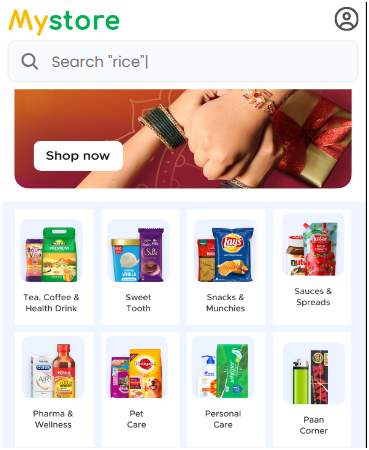 Mystore
Search "rice"|
Shop now
Lay's
Tea, Coffee &
Health Drink
Sweet
Tooth
Snacks &
Munchies
Sauces &
Spreads
Pharma &
Wellness
Pet
Care
Personal
Care
Paan
Corner